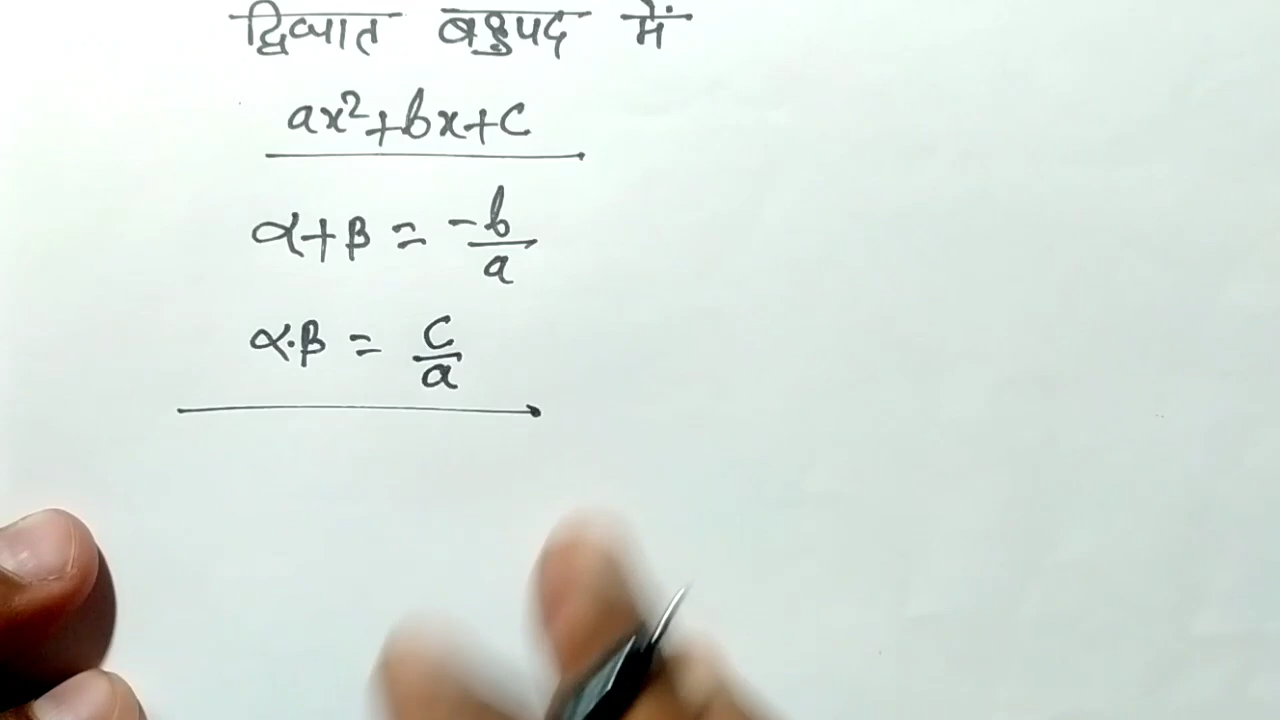 द्विघात बहुपद में
ax²+bx+c
α+β = -b/a
α.β = c/a